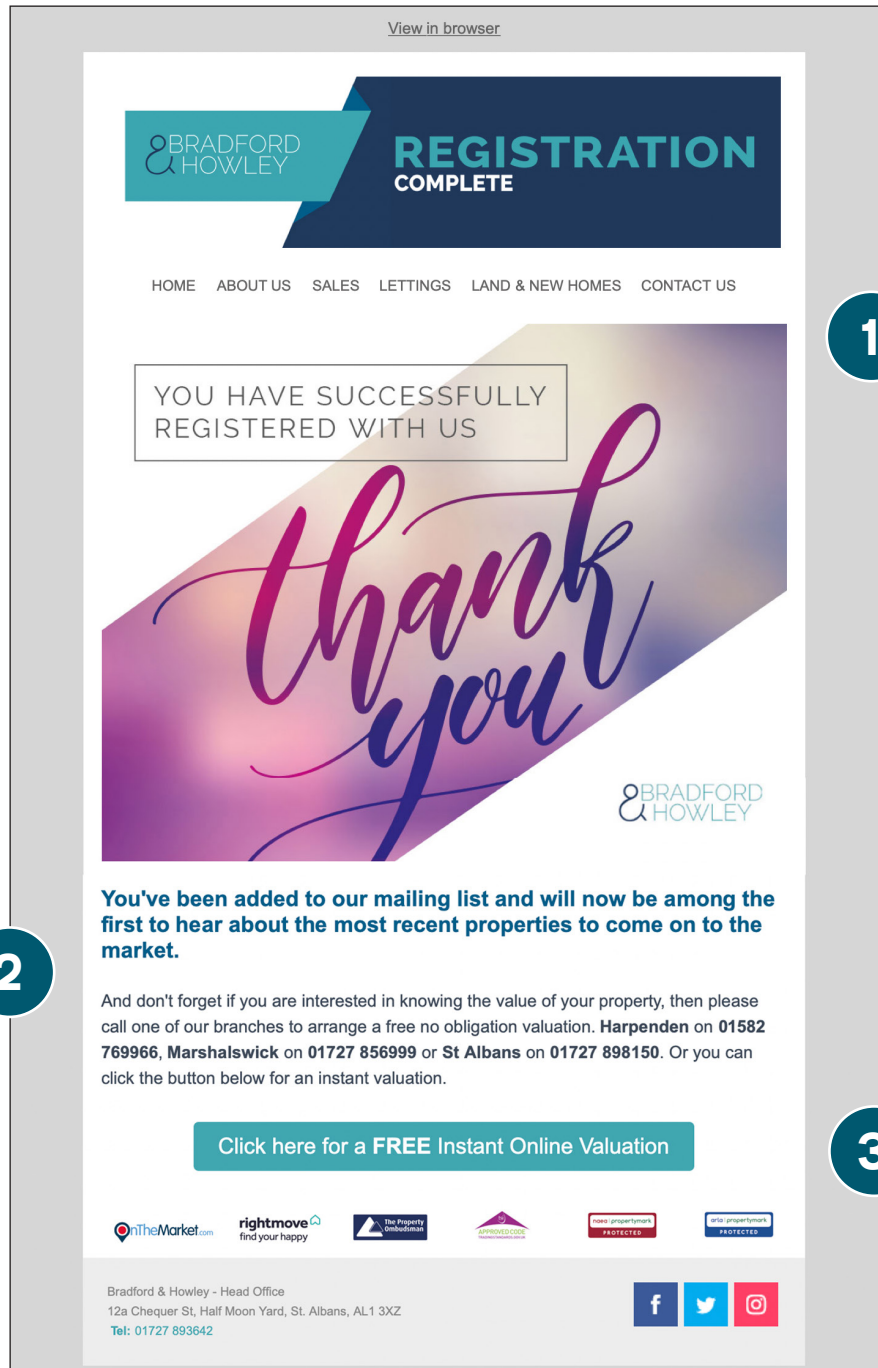 View in browser
BRADFORD
& HOWLEY
REGISTRATION
COMPLETE
HOME ABOUT US SALES LETTINGS LAND & NEW HOMES CONTACT US
1
YOU HAVE SUCCESSFULLY
REGISTERED WITH US
thank
you
BRADFORD
& HOWLEY
You've been added to our mailing list and will now be among the
first to hear about the most recent properties to come on to the
market.
2
And don't forget if you are interested in knowing the value of your property, then please
call one of our branches to arrange a free no obligation valuation. Harpenden on 01582
769966, Marshalswick on 01727 856999 or St Albans on 01727 898150. Or you can
click the button below for an instant valuation.
Click here for a FREE Instant Online Valuation
3
OnTheMarket.com
rightmove
find your happy
The Property
Ombudsman
APPROVED CODE
TRADINGSTANDARDS.GOV.UK
naea | propertymark
PROTECTED
arla | propertymark
PROTECTED
Bradford & Howley - Head Office
12a Chequer St, Half Moon Yard, St. Albans, AL1 3XZ
Tel: 01727 893642